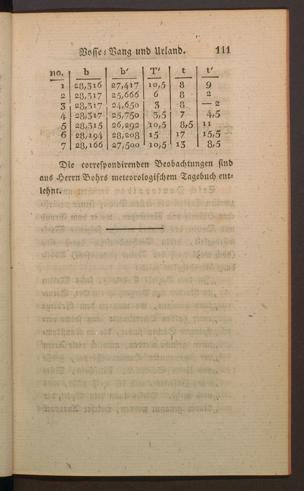 Vosse: Vang und Urland. 111
no. b b′ T′ t t′
1 28,316 27,417 10,5 8 9
2 28,317 25,666 6 8 2
3 28,317 24,650 3 8 — 2
4 28,317 25,750 3,5 7 4,5
5 28,315 26,292 10,5 8,5 11
6 28,194 28,208 15 17 15,5
7 28,166 27,500 10,5 13 8,5
Die correspondirenden Beobachtungen sind
aus Herrn Bohrs meteorologischem Tagebuch ent-
lehnt.